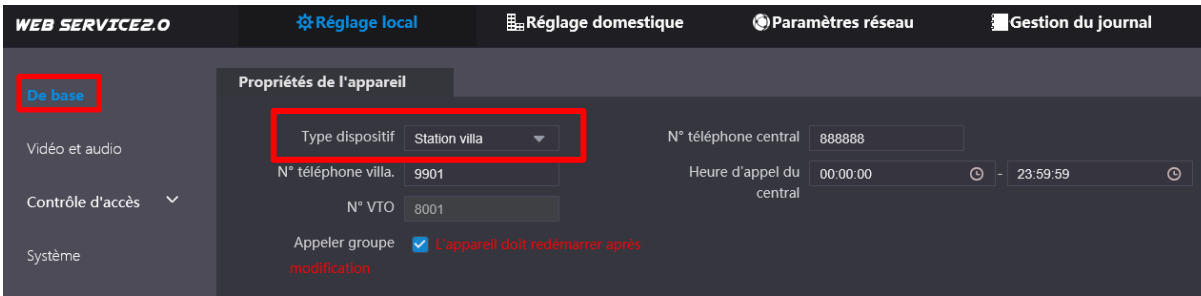 WEB SERVICE2.0 Réglage local Réglage domestique Paramètres réseau Gestion du journal
De base
Vidéo et audio
Contrôle d'accès
Système
Propriétés de l'appareil
Type dispositif Station villa
N° téléphone villa. 9901
N° VTO 8001
Appeler groupe L'appareil doit redémarrer après
modification
N° téléphone central 888888
Heure d'appel du 00:00:00 - 23:59:59
central